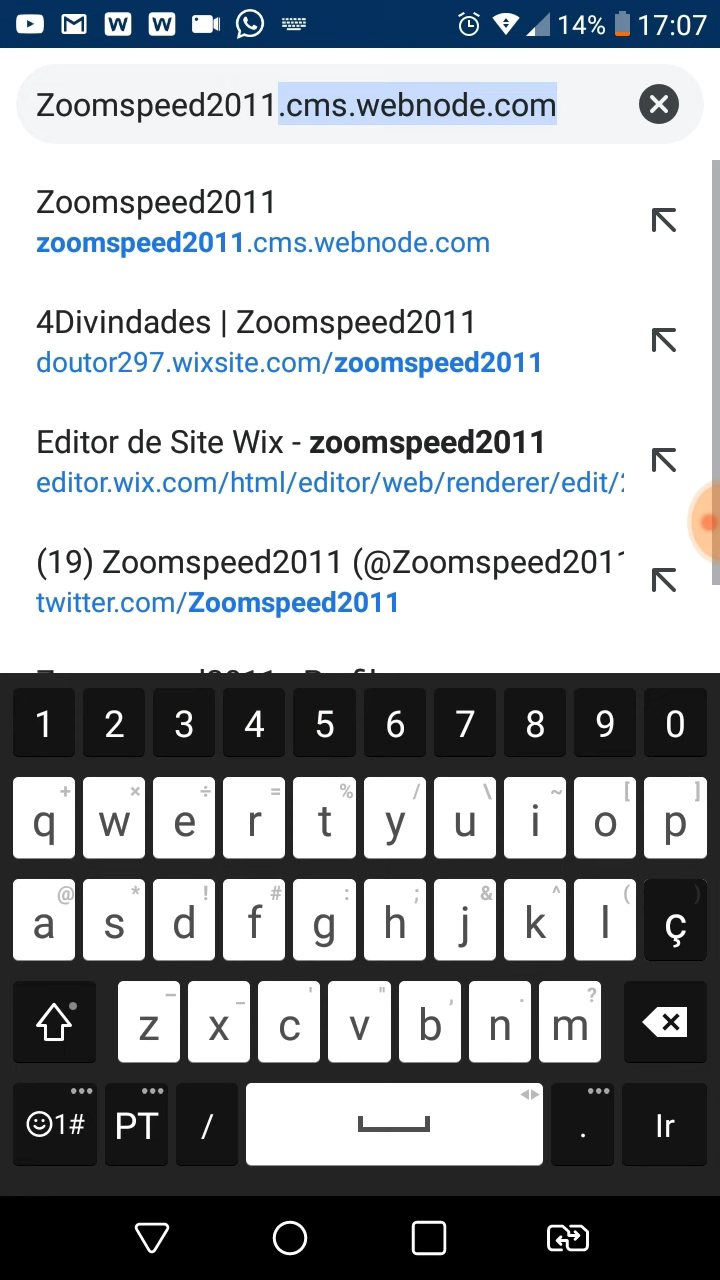 14% 17:07
Zoomspeed2011.cms.webnode.com
Zoomspeed2011
zoomspeed2011.cms.webnode.com
4Divindades | Zoomspeed2011
doutor297.wixsite.com/zoomspeed2011
Editor de Site Wix - zoomspeed2011
editor.wix.com/html/editor/web/renderer/edit/
(19) Zoomspeed2011 (@Zoomspeed2011
twitter.com/Zoomspeed2011
1 2 3 4 5 6 7 8 9 0
+ × ÷ = % / \ ~ [ ]
q w e r t y u i o p
@ * ! # : ; & ^ ( )
a s d f g h j k l ç
– _ ' " , . ?
z x c v b n m
1# PT / . Ir